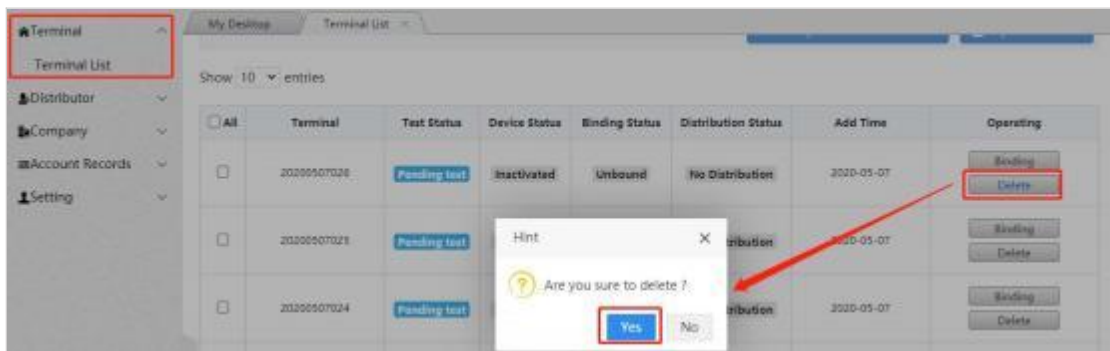 My Desktop
Terminal List
Terminal
Terminal List
Distributor
Company
Account Records
Setting
Show 10 entries
All
Terminal
Test Status
Device Status
Binding Status
Distribution Status
Add Time
Operating
20200507026
Pending test
Inactivated
Unbound
No Distribution
2020-05-07
Binding
Delete
20200507025
Pending test
Distribution
2020-05-07
Binding
Delete
20200507024
Pending test
Distribution
2020-05-07
Binding
Delete
Hint
Are you sure to delete ?
Yes
No